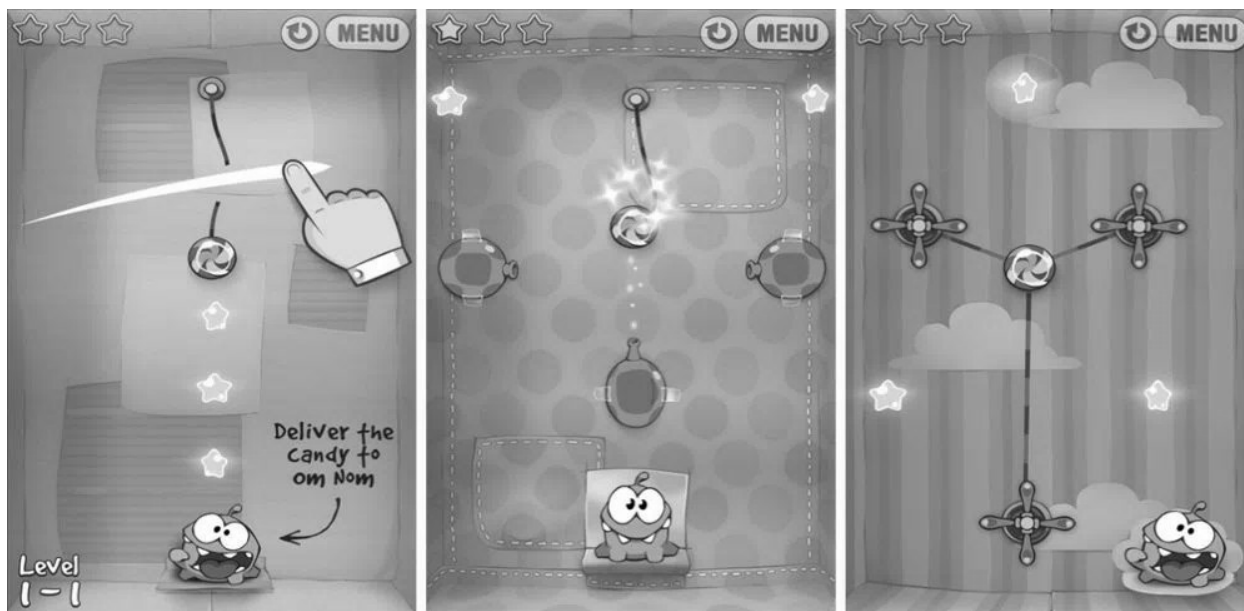 MENU
Deliver the
Candy to
Om Nom
Level
1-1
MENU
MENU